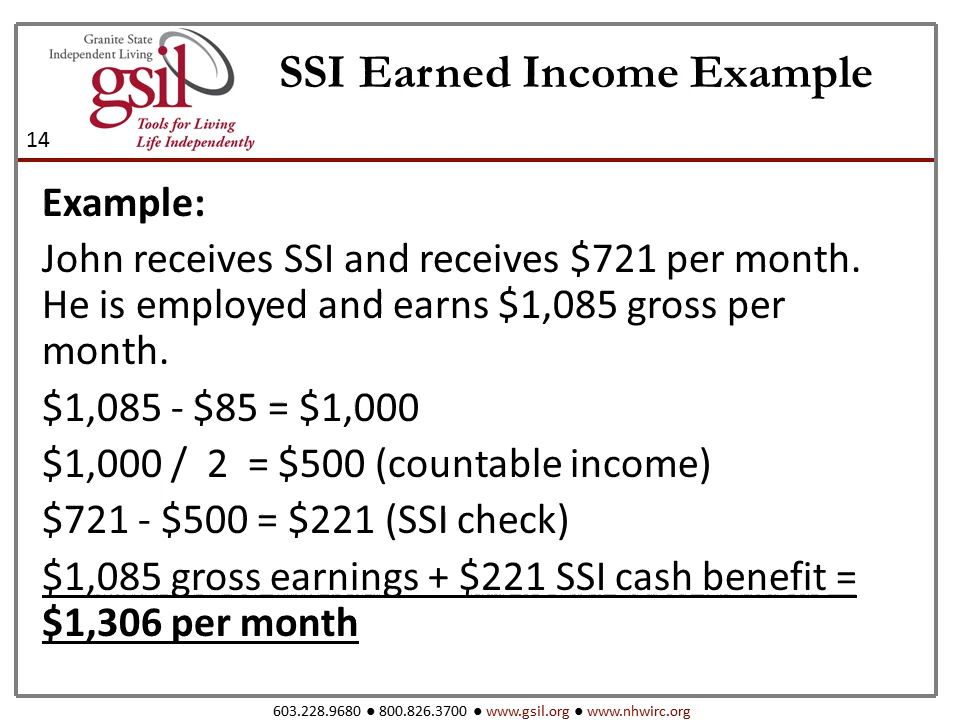 Granite State
Independent Living
gsil
Tools for Living
Life Independently
SSI Earned Income Example
14
Example:
John receives SSI and receives $721 per month.
He is employed and earns $1,085 gross per
month.
$1,085 - $85 = $1,000
$1,000 /  2  = $500 (countable income)
$721 - $500 = $221 (SSI check)
$1,085 gross earnings + $221 SSI cash benefit =
$1,306 per month
603.228.9680 ● 800.826.3700 ● www.gsil.org ● www.nhwirc.org